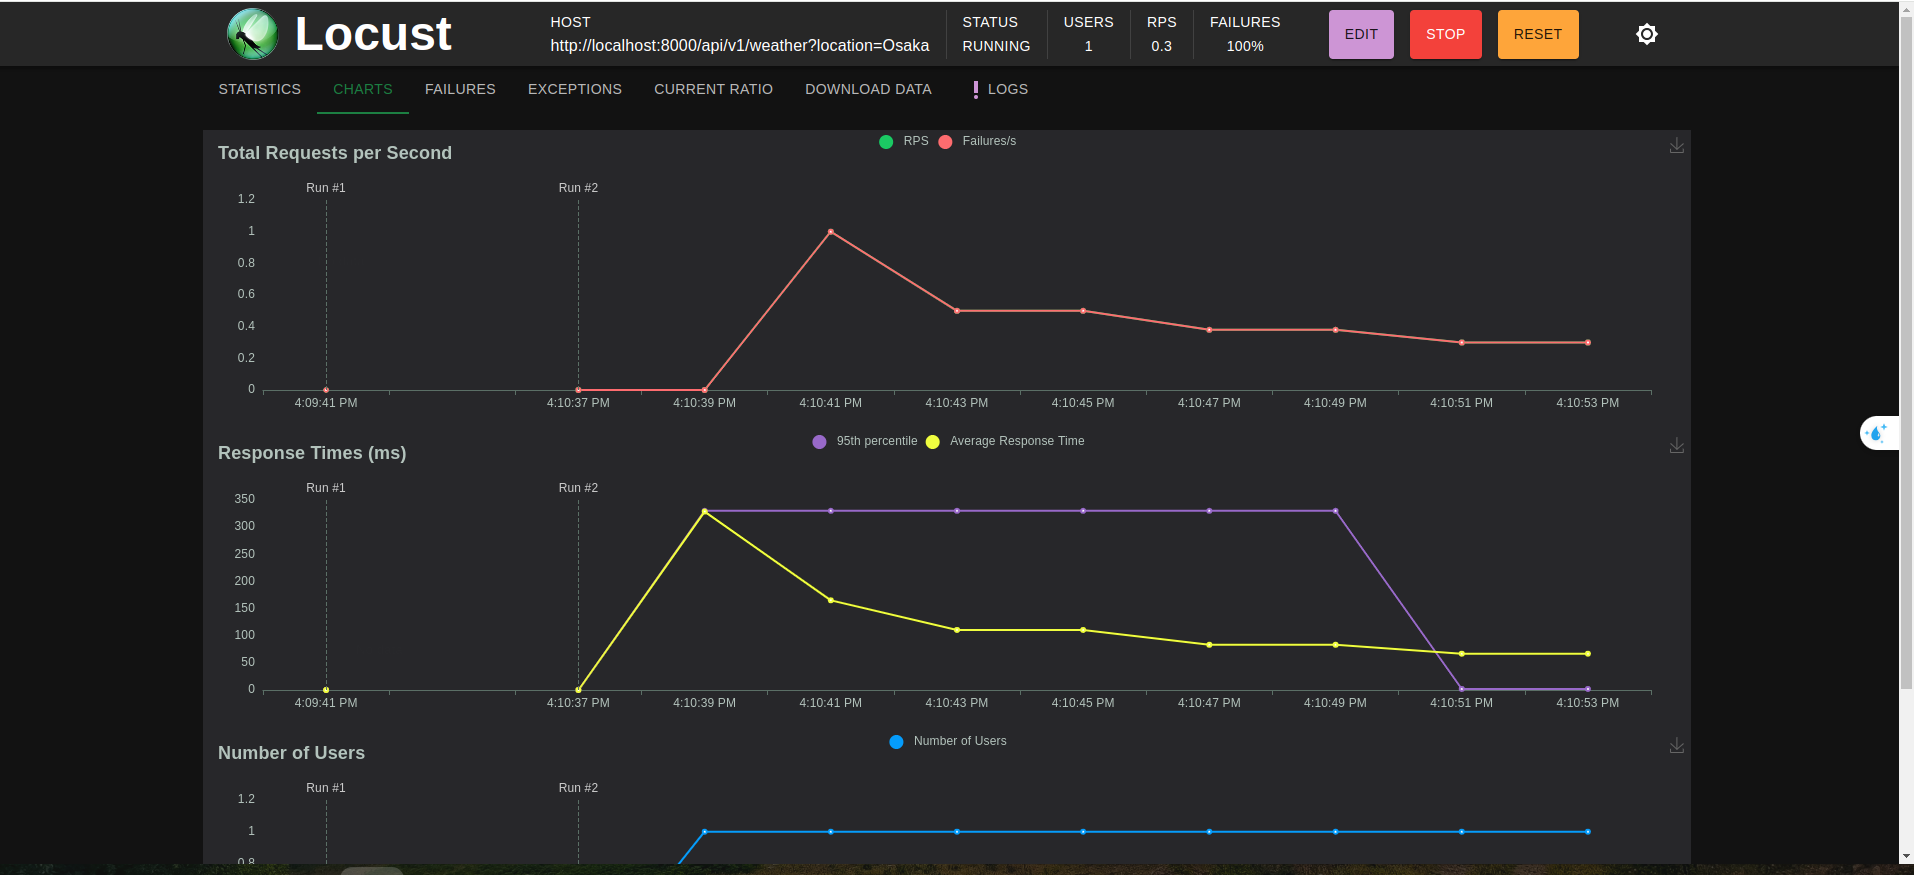 Locust
HOST
http://localhost:8000/api/v1/weather?location=Osaka
STATUS
RUNNING
USERS
1
RPS
0.3
FAILURES
100%
EDIT
STOP
RESET
STATISTICS CHARTS FAILURES EXCEPTIONS CURRENT RATIO DOWNLOAD DATA LOGS
Total Requests per Second
RPS Failures/s
Run #1 Run #2
1.2
1
0.8
0.6
0.4
0.2
0
4:09:41 PM 4:10:37 PM 4:10:39 PM 4:10:41 PM 4:10:43 PM 4:10:45 PM 4:10:47 PM 4:10:49 PM 4:10:51 PM 4:10:53 PM
Response Times (ms)
95th percentile Average Response Time
Run #1 Run #2
350
300
250
200
150
100
50
0
4:09:41 PM 4:10:37 PM 4:10:39 PM 4:10:41 PM 4:10:43 PM 4:10:45 PM 4:10:47 PM 4:10:49 PM 4:10:51 PM 4:10:53 PM
Number of Users
Number of Users
Run #1 Run #2
1.2
1
0.8